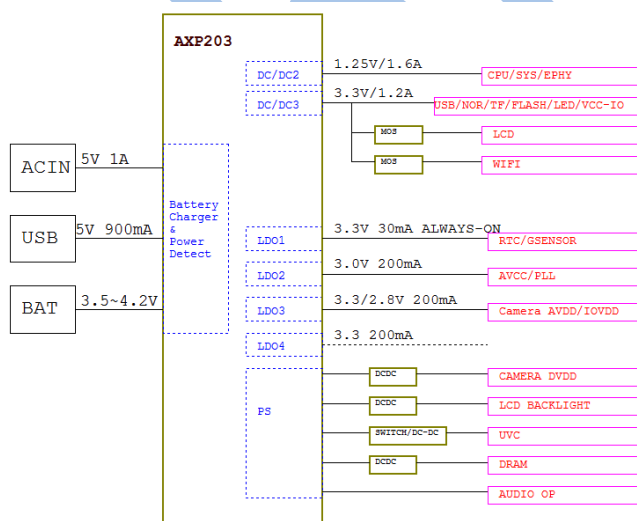 AXP203
DC/DC2
1.25V/1.6A
CPU/SYS/EPHY
DC/DC3
3.3V/1.2A
USB/NOR/TF/FLASH/LED/VCC-IO
MOS
LCD
MOS
WIFI
ACIN
5V 1A
USB
5V 900mA
BAT
3.5~4.2V
Battery
Charger
&
Power
Detect
LDO1
3.3V 30mA ALWAYS-ON
RTC/GSENSOR
LDO2
3.0V 200mA
AVCC/PLL
LDO3
3.3/2.8V 200mA
Camera AVDD/IOVDD
LDO4
3.3 200mA
PS
DCDC
CAMERA DVDD
DCDC
LCD BACKLIGHT
SWITCH/DC-DC
UVC
DCDC
DRAM
AUDIO OP